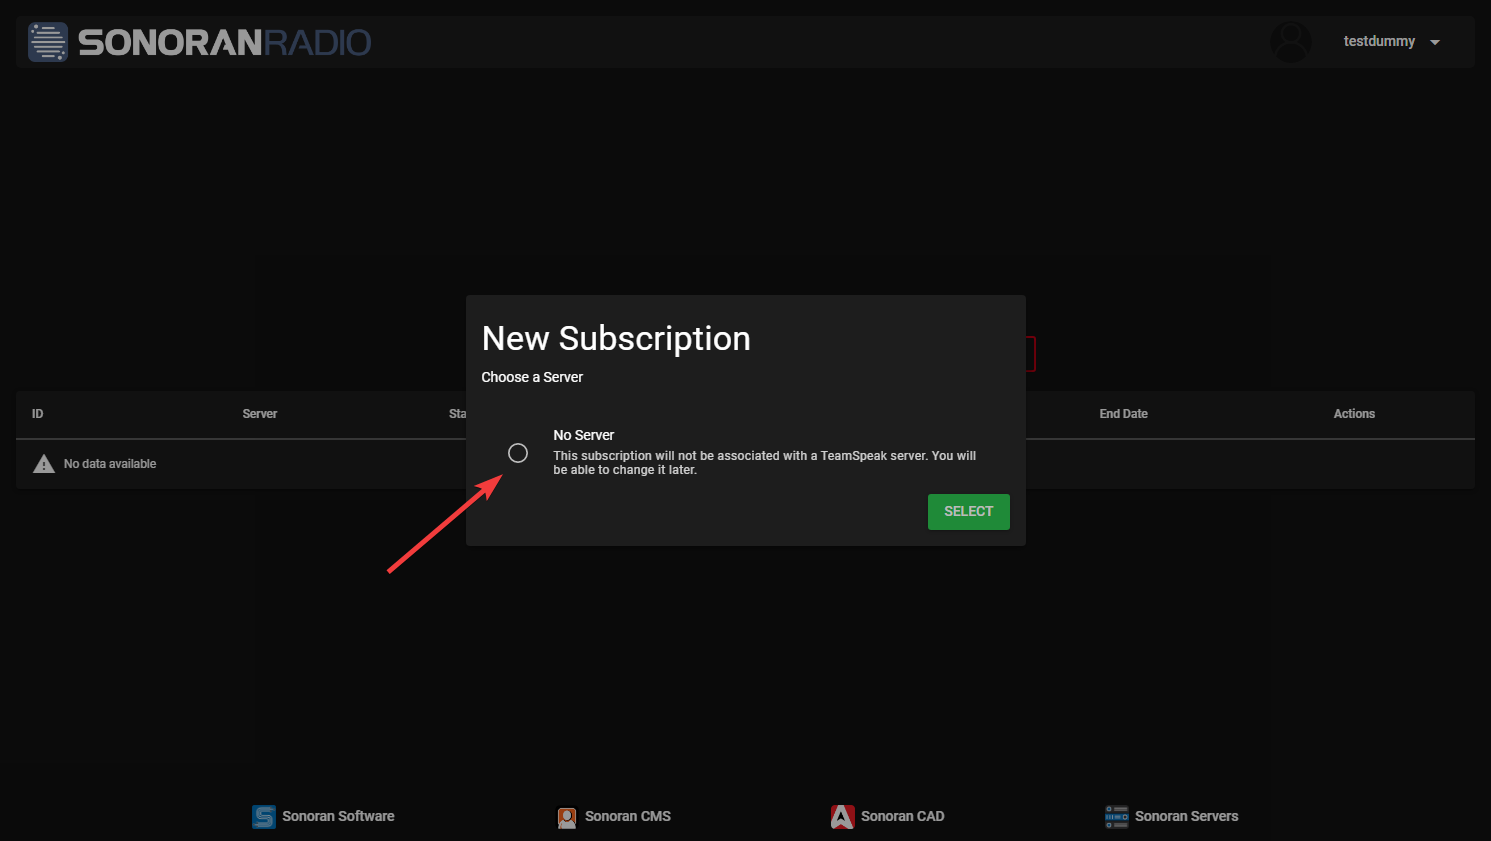 SONORANRADIO
testdummy
New Subscription
Choose a Server
ID Server Sta End Date Actions
No data available
No Server
This subscription will not be associated with a TeamSpeak server. You will
be able to change it later.
SELECT
Sonoran Software Sonoran CMS Sonoran CAD Sonoran Servers